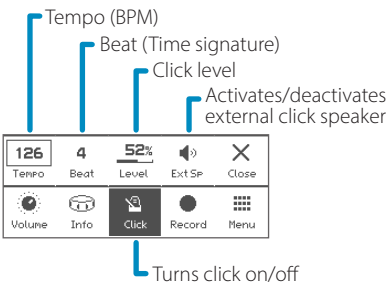 Tempo (BPM)
Beat (Time signature)
Click level
Activates/deactivates
external click speaker
126 4 52% X
Tempo Beat Level Ext SP Close
Volume Info Click Record Menu
Turns click on/off